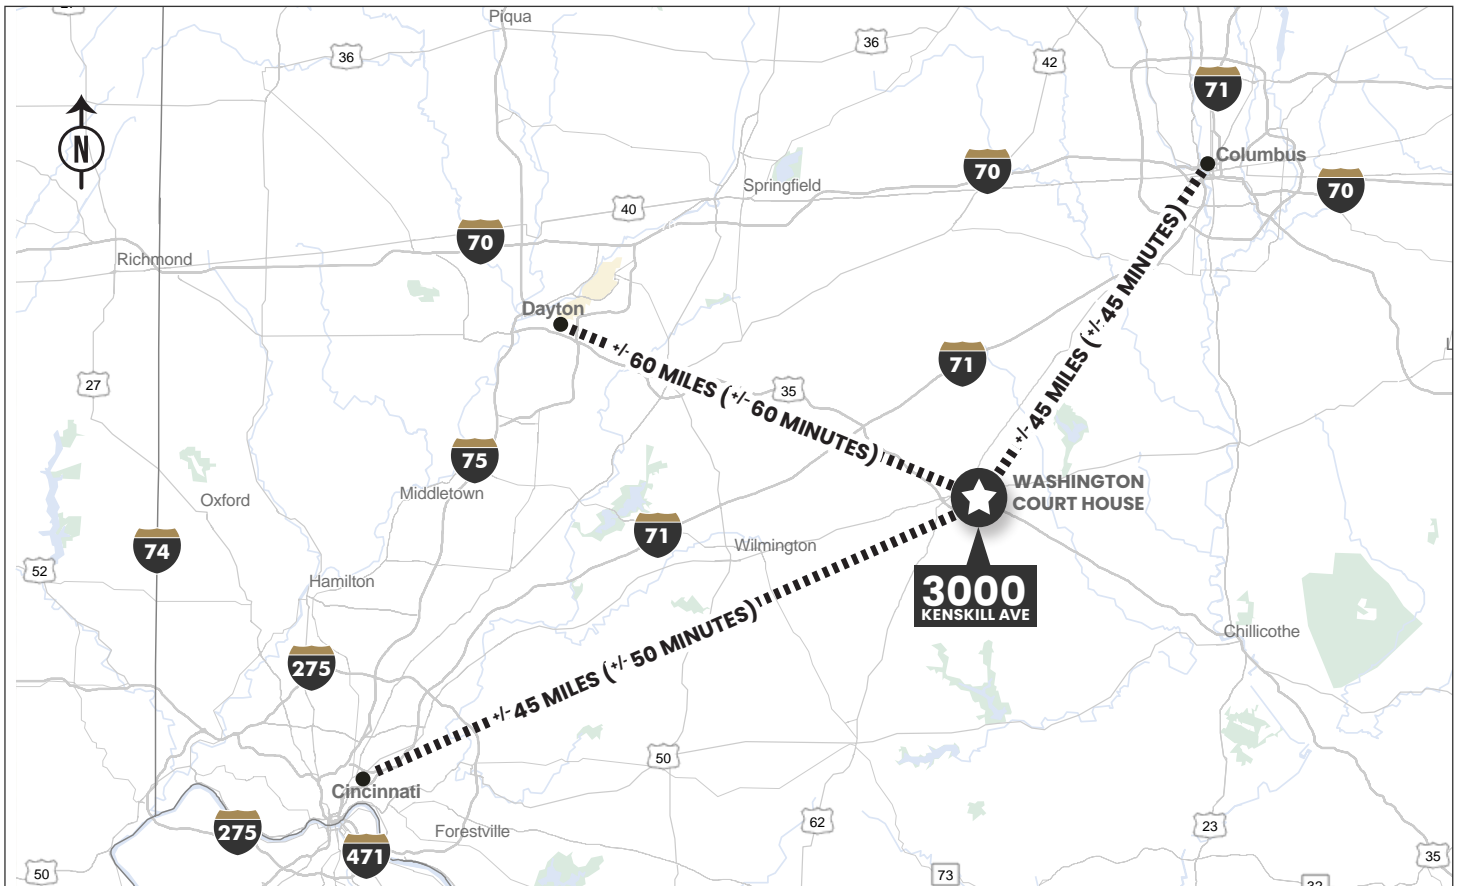 Piqua
36
36
42
71
N
Columbus
70
70
Springfield
40
70
Richmond
Dayton
+/- 45 MILES (+/- 45 MINUTES)
+/- 60 MILES (+/- 60 MINUTES)
71
35
27
75
Middletown
Oxford
WASHINGTON
COURT HOUSE
71
Wilmington
74
52
Hamilton
3000
KENSKILL AVE
Chillicothe
+/- 45 MILES (+/- 50 MINUTES)
275
50
Cincinnati
275
Forestville
471
62
23
35
50
73